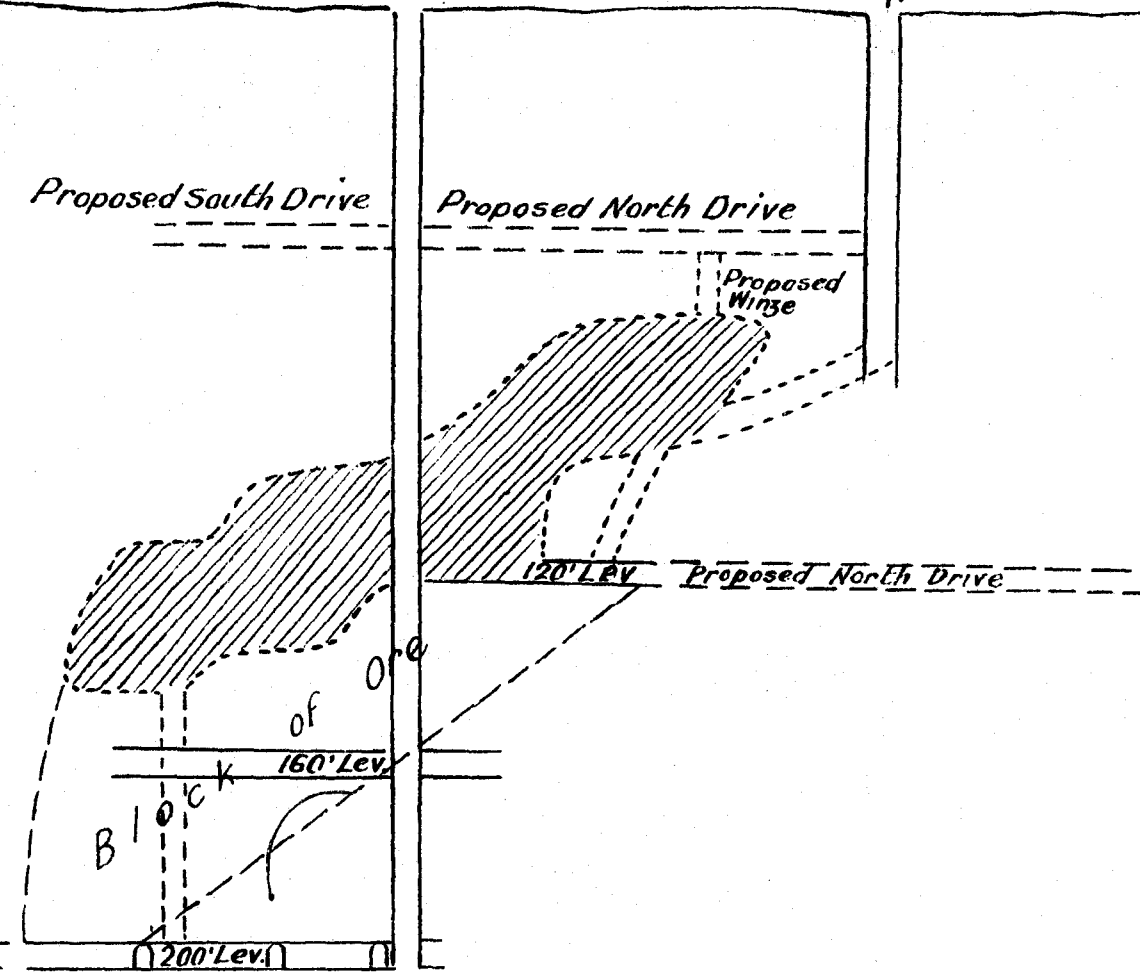 Proposed South Drive
Proposed North Drive
Proposed
Winze
120' Lev
Proposed North Drive
Block of Ore
160' Lev.
200' Lev.